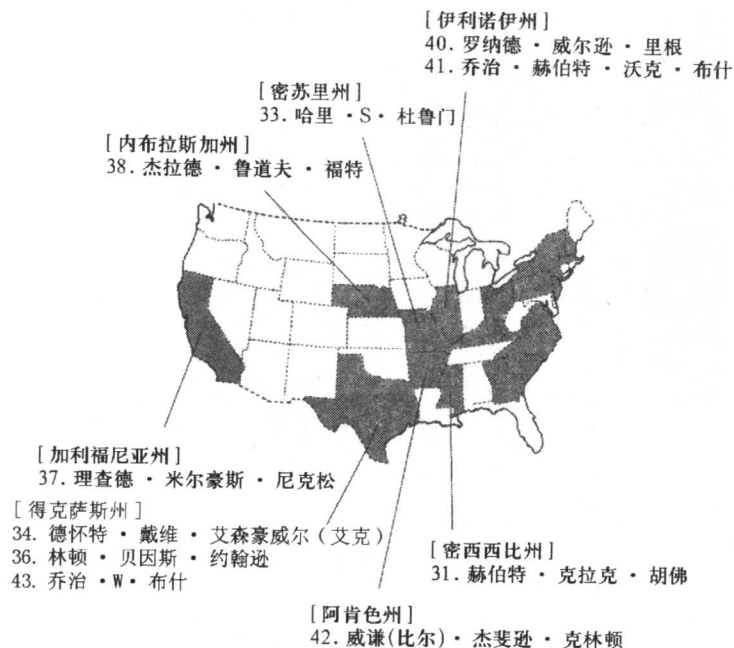 [伊利诺伊州]
40. 罗纳德・威尔逊・里根
41. 乔治・赫伯特・沃克・布什
[密苏里州]
33. 哈里・S・杜鲁门
[内布拉斯加州]
38. 杰拉德・鲁道夫・福特
[加利福尼亚州]
37. 理查德・米尔豪斯・尼克松
[得克萨斯州]
34. 德怀特・戴维・艾森豪威尔(艾克)
36. 林顿・贝因斯・约翰逊
43. 乔治・W・布什
[密西西比州]
31. 赫伯特・克拉克・胡佛
[阿肯色州]
42. 威谦(比尔)・杰斐逊・克林顿